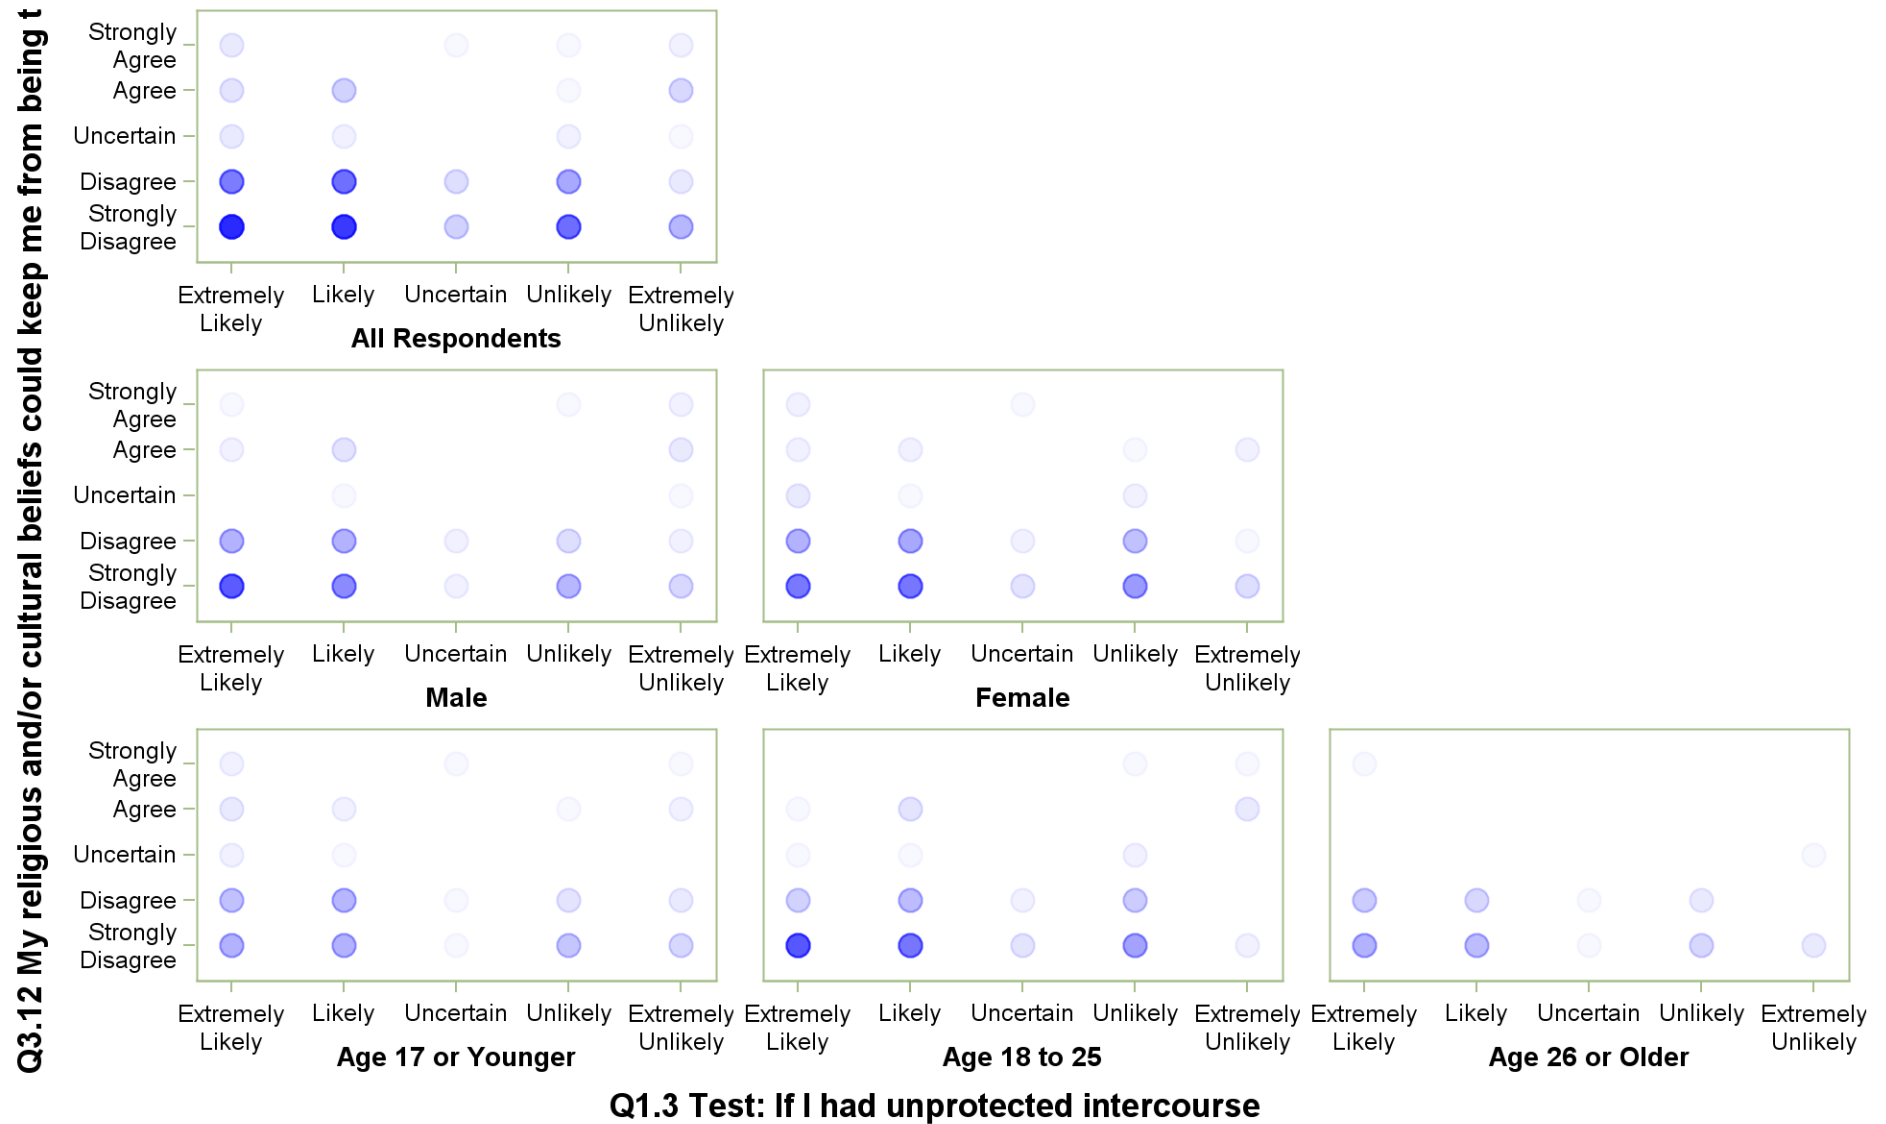 Q3.12 My religious and/or cultural beliefs could keep me from being t
Strongly
Agree
Agree
Uncertain
Disagree
Strongly
Disagree
Extremely Likely Uncertain Unlikely Extremely
Likely Unlikely
All Respondents
Strongly
Agree
Agree
Uncertain
Disagree
Strongly
Disagree
Extremely Likely Uncertain Unlikely Extremely Extremely Likely Uncertain Unlikely Extremely
Likely Unlikely Likely Unlikely
Male Female
Strongly
Agree
Agree
Uncertain
Disagree
Strongly
Disagree
Extremely Likely Uncertain Unlikely Extremely Extremely Likely Uncertain Unlikely Extremely Extremely Likely Uncertain Unlikely Extremely
Likely Unlikely Likely Unlikely Likely Unlikely
Age 17 or Younger Age 18 to 25 Age 26 or Older
Q1.3 Test: If I had unprotected intercourse